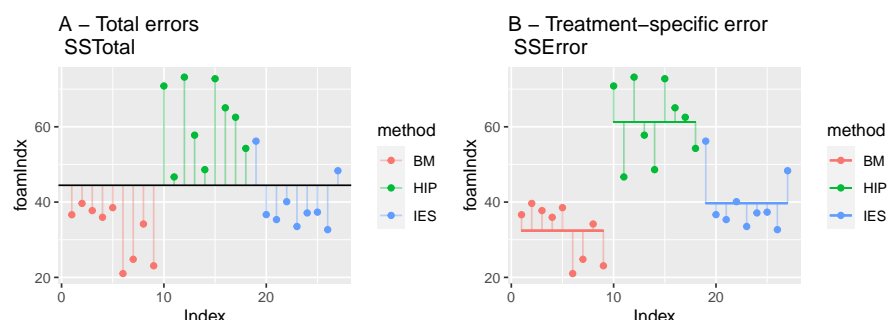 A – Total errors
SSTotal
foamIndx
60
40
20
0
10
20
Index
method
BM
HIP
IES
B – Treatment–specific error
SSError
foamIndx
60
40
20
0
10
20
Index
method
BM
HIP
IES